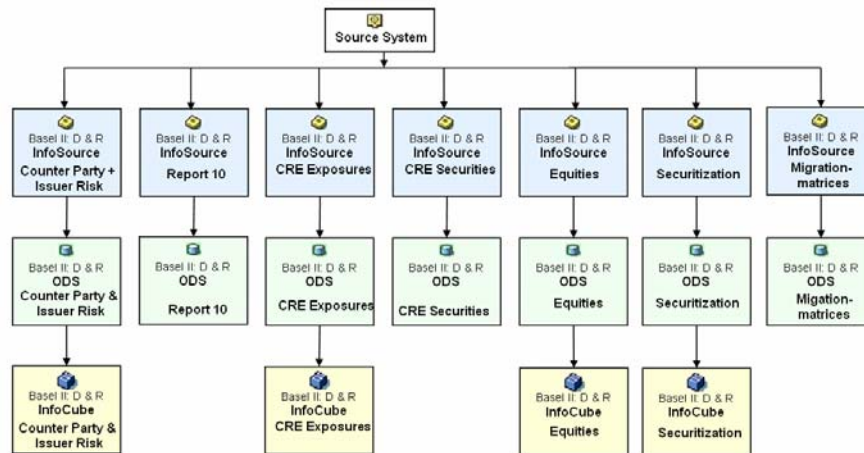 Source System
Basel II: D & R
InfoSource
Counter Party +
Issuer Risk
Basel II: D & R
InfoSource
Report 10
Basel II: D & R
InfoSource
CRE Exposures
Basel II: D & R
InfoSource
CRE Securities
Basel II: D & R
InfoSource
Equities
Basel II: D & R
InfoSource
Securitization
Basel II: D & R
InfoSource
Migration-
matrices
Basel II: D & R
ODS
Counter Party &
Issuer Risk
Basel II: D & R
ODS
Report 10
Basel II: D & R
ODS
CRE Exposures
Basel II: D & R
ODS
CRE Securities
Basel II: D & R
ODS
Equities
Basel II: D & R
ODS
Securitization
Basel II: D & R
ODS
Migation-
matrices
Basel II: D & R
InfoCube
Counter Party &
Issuer Risk
Basel II: D & R
InfoCube
CRE Exposures
Basel II: D & R
InfoCube
Equities
Basel II: D & R
InfoCube
Securitization